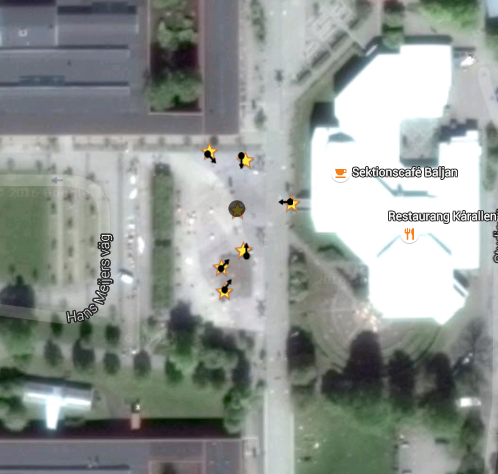 Sektionscafé Baljan
Restaurang Kårallen
Hans Meijers väg